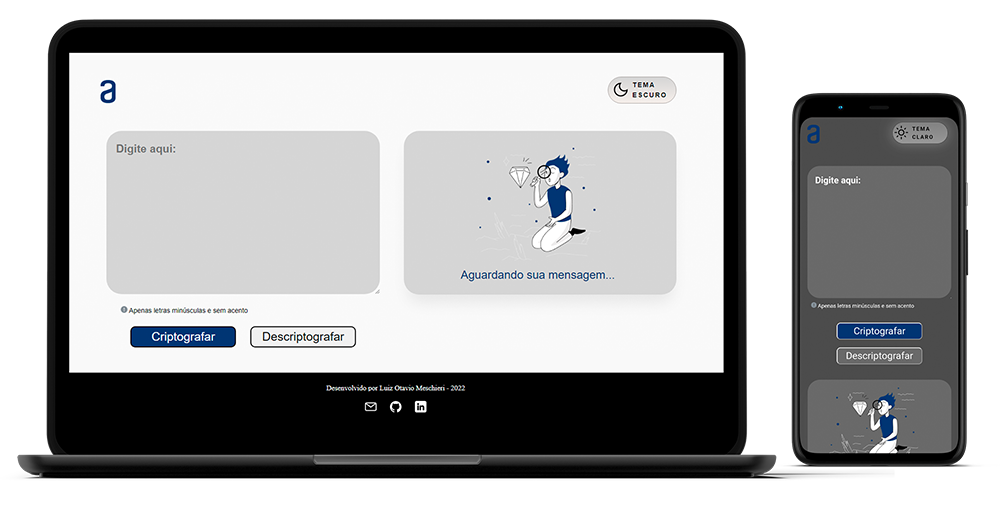 a
TEMA
ESCURO
Digite aqui:
Aguardando sua mensagem...
Apenas letras minúsculas e sem acento
Criptografar
Descriptografar
Desenvolvido por Luiz Otavio Meschieri - 2022
in
a
TEMA
CLARO
Digite aqui:
Apenas letras minúsculas e sem acento
Criptografar
Descriptografar